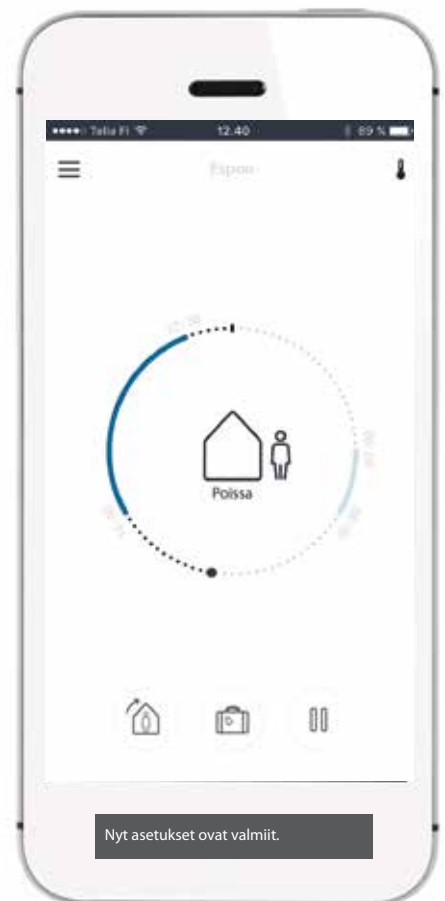 Telia FI 12.40 89 %
Espoo
Poissa
Nyt asetukset ovat valmiit.